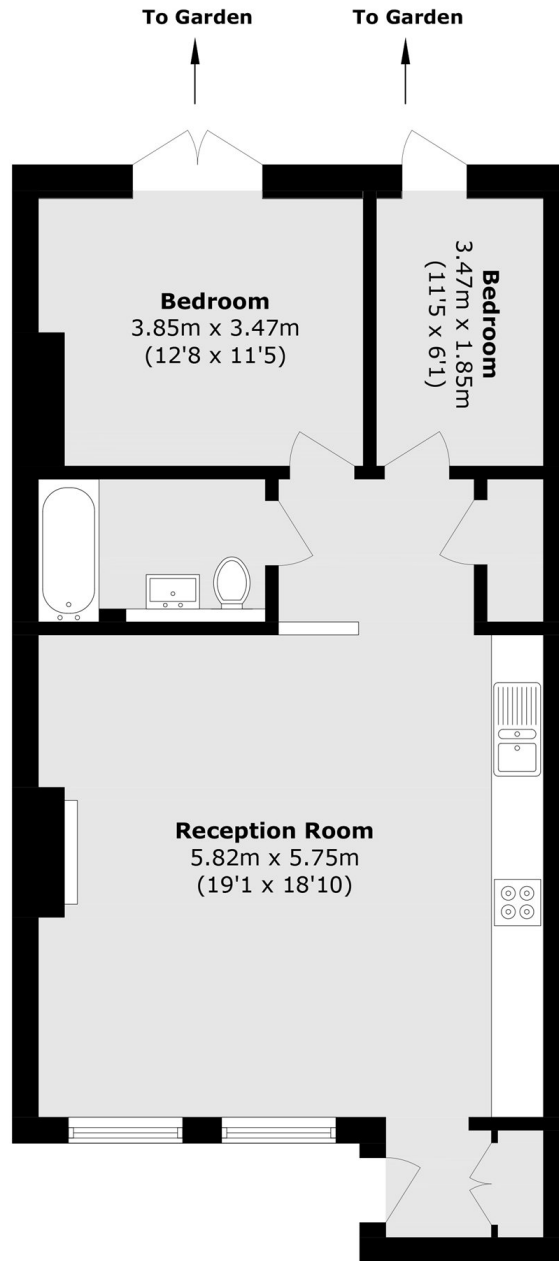 To Garden
To Garden
Bedroom
3.85m x 3.47m
(12'8 x 11'5)
Bedroom
3.47m x 1.85m
(11'5 x 6'1)
Reception Room
5.82m x 5.75m
(19'1 x 18'10)